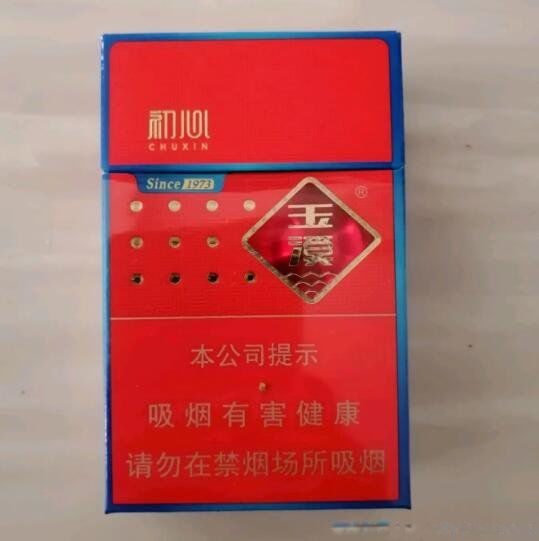 初心
CHUXIN
Since 1973
®
玉
溪
本公司提示
吸烟有害健康
请勿在禁烟场所吸烟